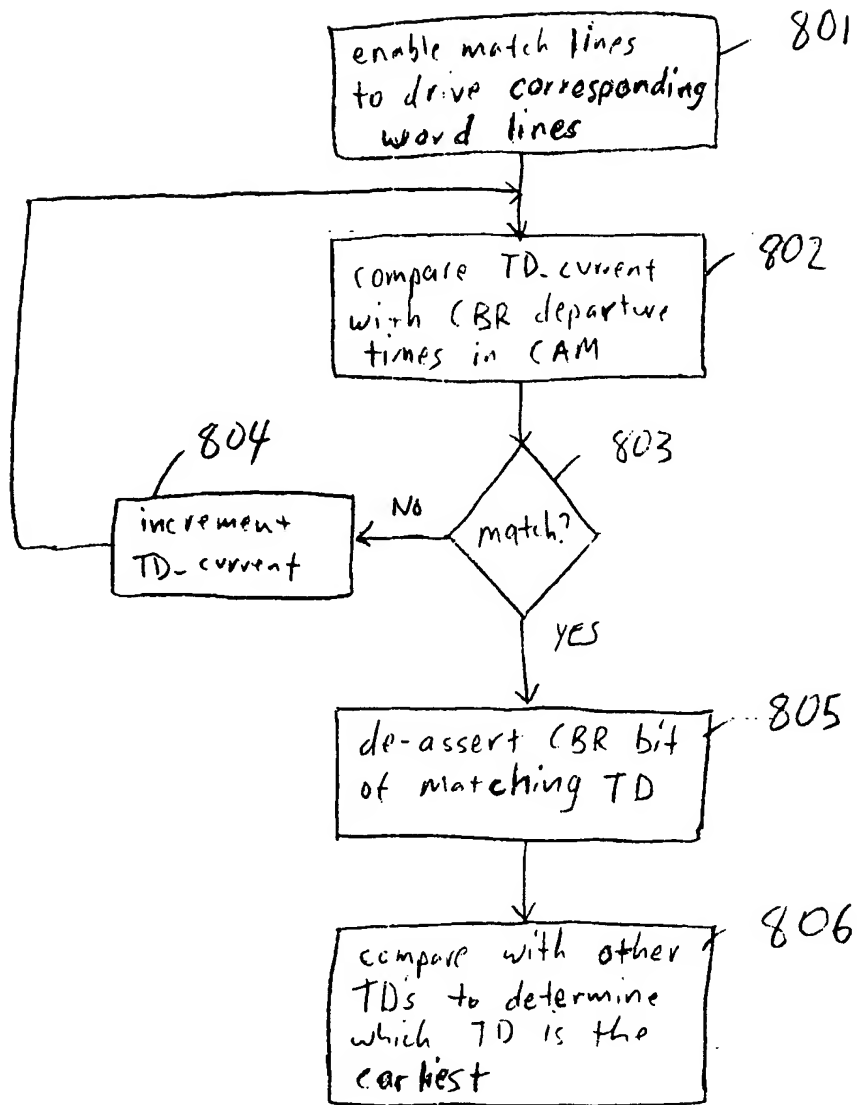 801
enable match lines
to drive corresponding
word lines
802
compare TD_current
with CBR departure
times in CAM
804
803
increment
TD_current
No
match?
YES
805
de-assert CBR bit
of matching TD
806
compare with other
TDs to determine
which TD is the
earliest